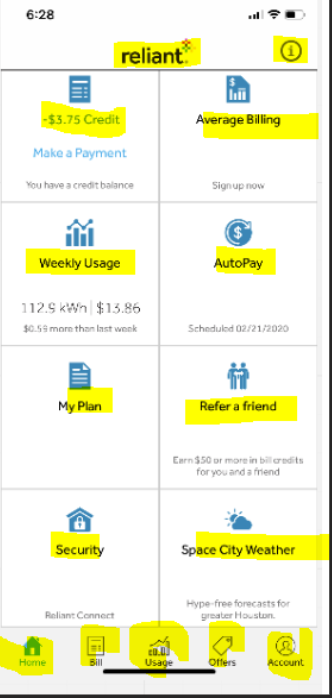 6:28
reliant
-$3.75 Credit
Average Billing
Make a Payment
You have a credit balance
Sign up now
Weekly Usage
AutoPay
112.9 kWh | $13.86
$0.59 more than last week
Scheduled 02/21/2020
My Plan
Refer a friend
Earn $50 or more in bill credits
for you and a friend
Security
Space City Weather
Reliant Connect
Hype-free forecasts for
greater Houston.
Home
Bill
Usage
Offers
Account